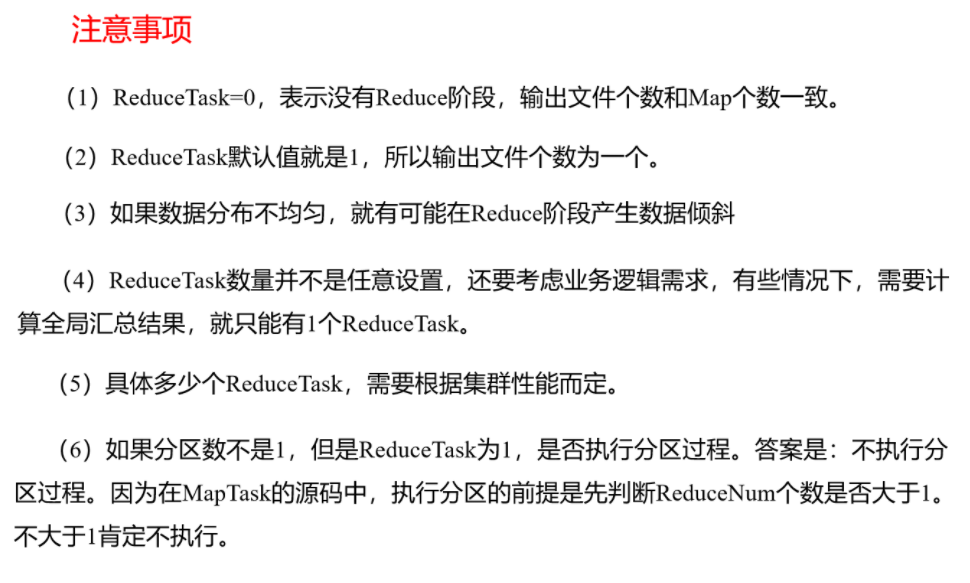 注意事项
（1）ReduceTask=0，表示没有Reduce阶段，输出文件个数和Map个数一致。
（2）ReduceTask默认值就是1，所以输出文件个数为一个。
（3）如果数据分布不均匀，就有可能在Reduce阶段产生数据倾斜
（4）ReduceTask数量并不是任意设置，还要考虑业务逻辑需求，有些情况下，需要计
算全局汇总结果，就只能有1个ReduceTask。
（5）具体多少个ReduceTask，需要根据集群性能而定。
（6）如果分区数不是1，但是ReduceTask为1，是否执行分区过程。答案是：不执行分
区过程。因为在MapTask的源码中，执行分区的前提是先判断ReduceNum个数是否大于1。
不大于1肯定不执行。